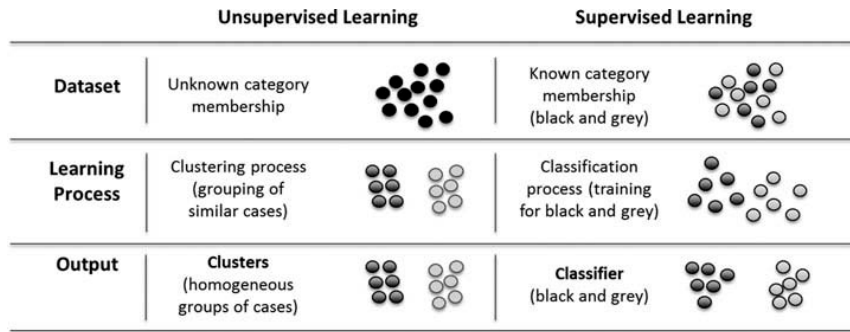 Unsupervised Learning
Supervised Learning
Dataset
Unknown category
membership
Known category
membership
(black and grey)
Learning
Process
Clustering process
(grouping of
similar cases)
Classification
process (training
for black and grey)
Output
Clusters
(homogeneous
groups of cases)
Classifier
(black and grey)